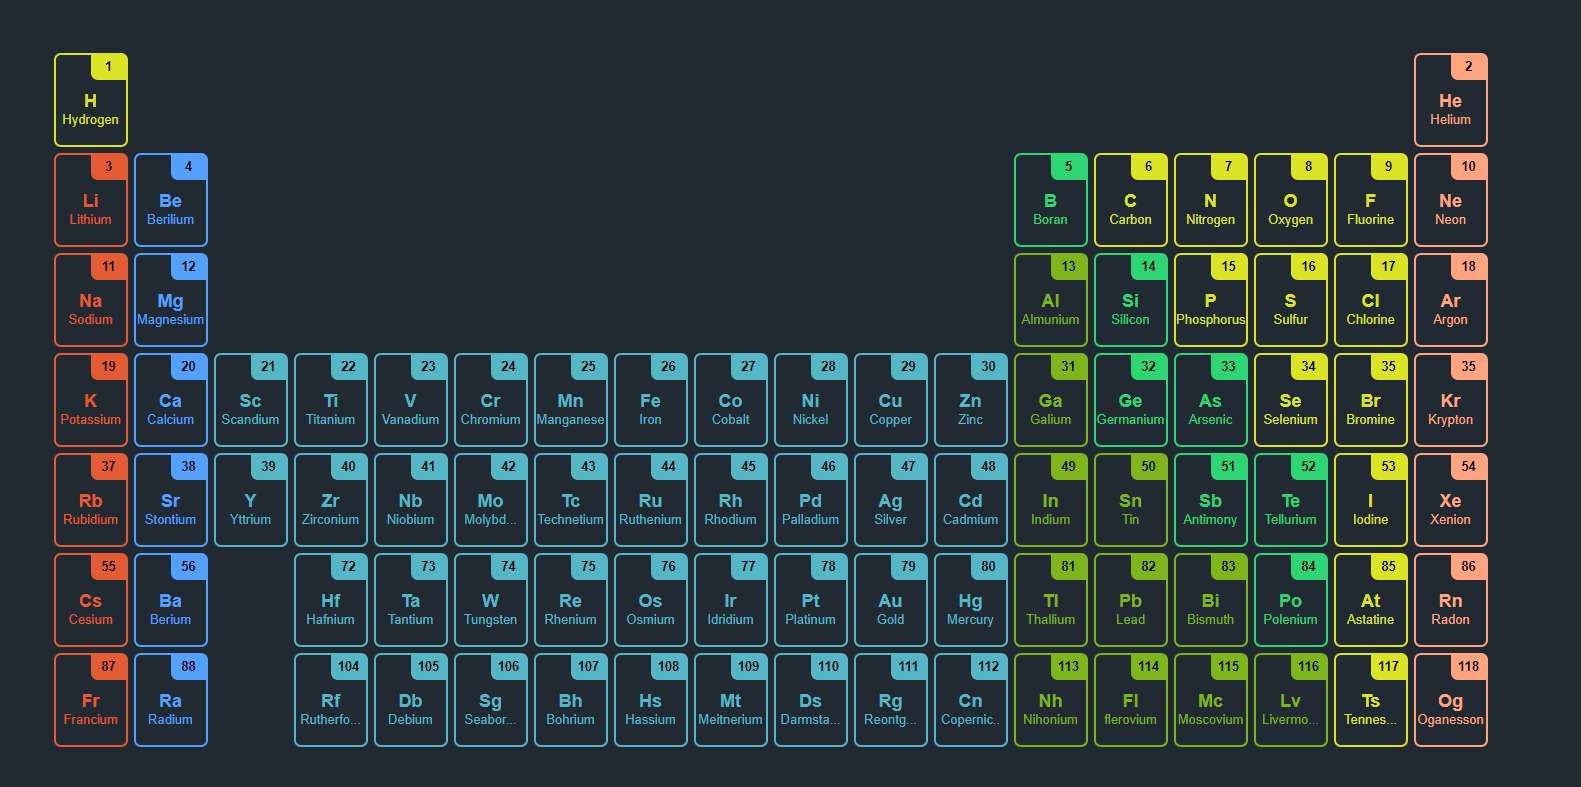 1
H
Hydrogen
2
He
Helium
3
Li
Lithium
4
Be
Berilium
5
B
Boran
6
C
Carbon
7
N
Nitrogen
8
O
Oxygen
9
F
Fluorine
10
Ne
Neon
11
Na
Sodium
12
Mg
Magnesium
13
Al
Almunium
14
Si
Silicon
15
P
Phosphorus
16
S
Sulfur
17
Cl
Chlorine
18
Ar
Argon
19
K
Potassium
20
Ca
Calcium
21
Sc
Scandium
22
Ti
Titanium
23
V
Vanadium
24
Cr
Chromium
25
Mn
Manganese
26
Fe
Iron
27
Co
Cobalt
28
Ni
Nickel
29
Cu
Copper
30
Zn
Zinc
31
Ga
Galium
32
Ge
Germanium
33
As
Arsenic
34
Se
Selenium
35
Br
Bromine
35
Kr
Krypton
37
Rb
Rubidium
38
Sr
Stontium
39
Y
Yttrium
40
Zr
Zirconium
41
Nb
Niobium
42
Mo
Molybd...
43
Tc
Technetium
44
Ru
Ruthenium
45
Rh
Rhodium
46
Pd
Palladium
47
Ag
Silver
48
Cd
Cadmium
49
In
Indium
50
Sn
Tin
51
Sb
Antimony
52
Te
Tellurium
53
I
Iodine
54
Xe
Xenion
55
Cs
Cesium
56
Ba
Berium
72
Hf
Hafnium
73
Ta
Tantium
74
W
Tungsten
75
Re
Rhenium
76
Os
Osmium
77
Ir
Idridium
78
Pt
Platinum
79
Au
Gold
80
Hg
Mercury
81
Tl
Thallium
82
Pb
Lead
83
Bi
Bismuth
84
Po
Polenium
85
At
Astatine
86
Rn
Radon
87
Fr
Francium
88
Ra
Radium
104
Rf
Rutherfo...
105
Db
Debium
106
Sg
Seabor...
107
Bh
Bohrium
108
Hs
Hassium
109
Mt
Meitnerium
110
Ds
Darmsta...
111
Rg
Reontg...
112
Cn
Copernic..
113
Nh
Nihonium
114
Fl
flerovium
115
Mc
Moscovium
116
Lv
Livermo...
117
Ts
Tennes...
118
Og
Oganesson